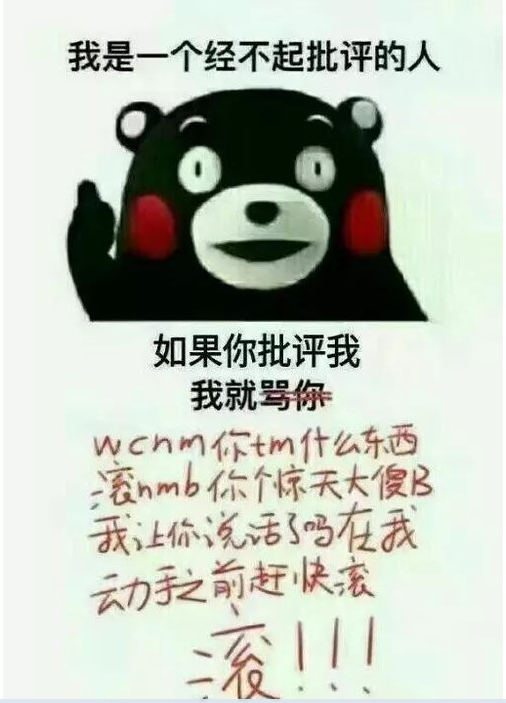 我是一个经不起批评的人
如果你批评我
我就骂你
wcnm你tm什么东西
滚nmb你个惊天大傻B
我让你说话了吗在我
动手之前赶快滚
滚!!!